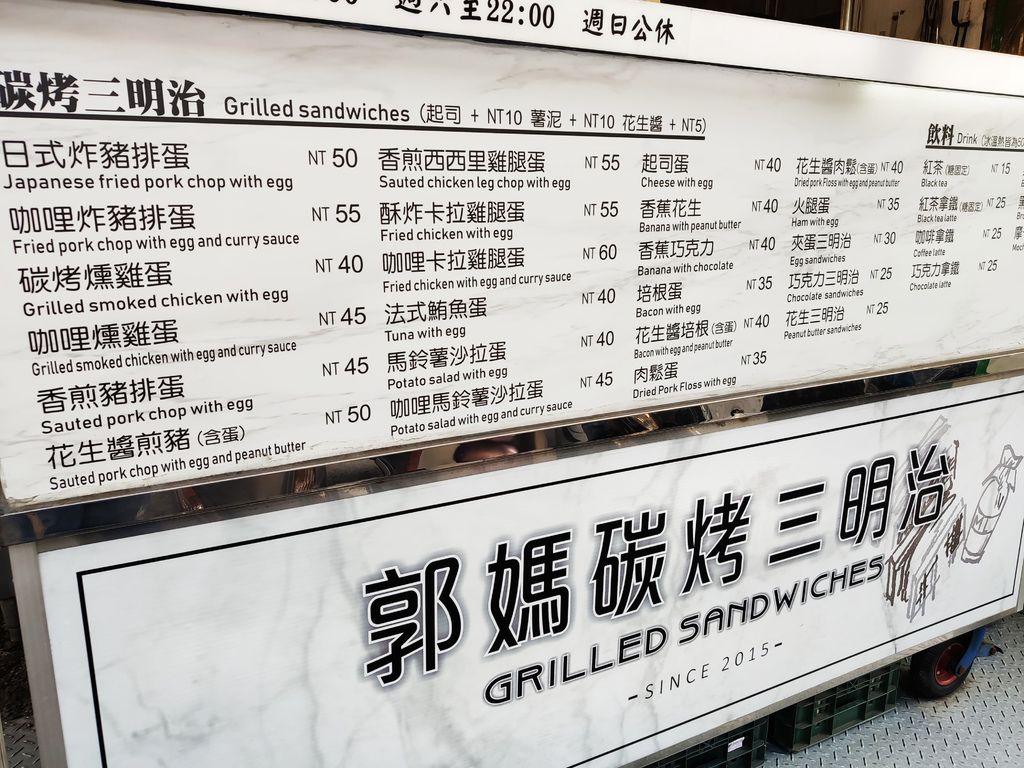 週六至22:00 週日公休
碳烤三明治 Grilled sandwiches (起司 + NT10 薯泥 + NT10 花生醬 + NT5)
日式炸豬排蛋 NT 50
Japanese fried pork chop with egg
咖哩炸豬排蛋 NT 55
Fried pork chop with egg and curry sauce
碳烤燻雞蛋 NT 40
Grilled smoked chicken with egg
咖哩燻雞蛋 NT 45
Grilled smoked chicken with egg and curry sauce
香煎豬排蛋 NT 45
Sauted pork chop with egg
花生醬煎豬(含蛋) NT 50
Sauted pork chop with egg and peanut butter
香煎西西里雞腿蛋 NT 55
Sauted chicken leg chop with egg
酥炸卡拉雞腿蛋 NT 55
Fried chicken with egg
咖哩卡拉雞腿蛋 NT 60
Fried chicken with egg and curry sauce
法式鮪魚蛋 NT 40
Tuna with egg
馬鈴薯沙拉蛋 NT 40
Potato salad with egg
咖哩馬鈴薯沙拉蛋 NT 45
Potato salad with egg and curry sauce
起司蛋 NT 40
Cheese with egg
香蕉花生 NT 40
Banana with peanut butter
香蕉巧克力 NT 40
Banana with chocolate
培根蛋 NT 35
Bacon with egg
花生醬培根(含蛋) NT 40
Bacon with egg and peanut butter
肉鬆蛋 NT 35
Dried Pork Floss with egg
花生醬肉鬆(含蛋) NT 40
Dried pork Floss with egg and peanut butter
火腿蛋 NT 35
Ham with egg
夾蛋三明治 NT 30
Egg sandwiches
巧克力三明治 NT 25
Chocolate sandwiches
花生三明治 NT 25
Peanut butter sandwiches
飲料 Drink (冰溫熱皆為50
紅茶(糖固定) NT 15
Black tea
紅茶拿鐵(糖固定) NT 25
Black tea latte
咖啡拿鐵 NT 25
Coffee latte
巧克力拿鐵 NT 25
Chocolate latte
郭媽碳烤三明治
GRILLED SANDWICHES
-SINCE 2015-